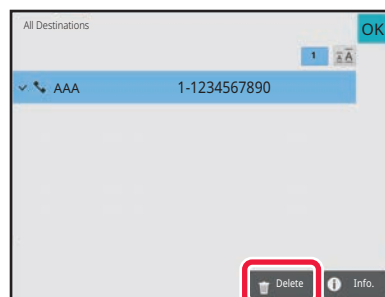 All Destinations
OK
1 A A
AAA 1-1234567890
Delete Info.